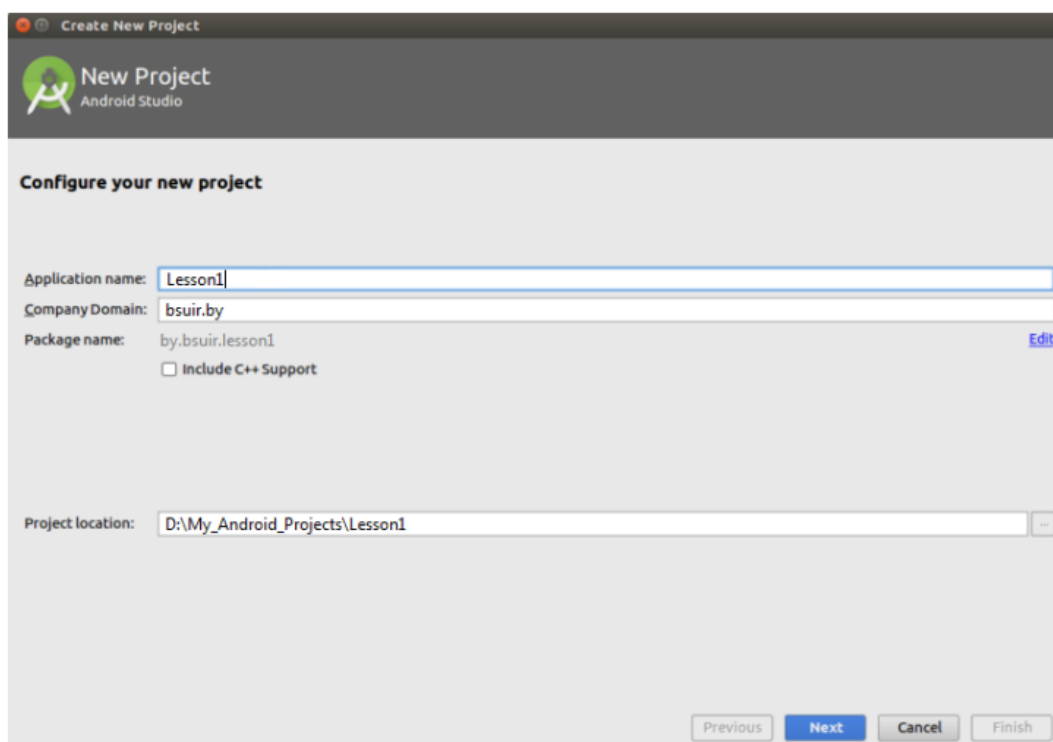 Create New Project
New Project
Android Studio
Configure your new project
Application name: Lesson1
Company Domain: bsuir.by
Package name: by.bsuir.lesson1 Edit
Include C++ Support
Project location: D:\My_Android_Projects\Lesson1 ...
Previous Next Cancel Finish